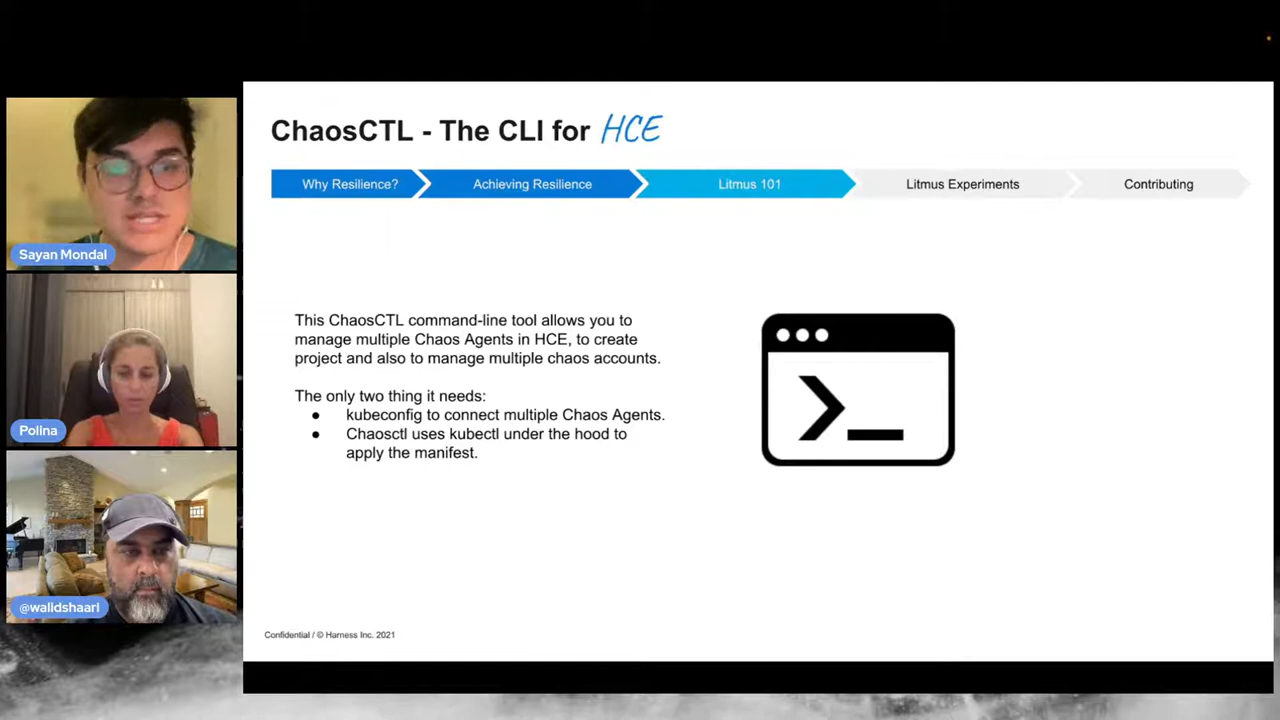 ChaosCTL - The CLI for HCE
Why Resilience?
Achieving Resilience
Litmus 101
Litmus Experiments
Contributing
Sayan Mondal
Polina
@walidshaari
This ChaosCTL command-line tool allows you to
manage multiple Chaos Agents in HCE, to create
project and also to manage multiple chaos accounts.
The only two thing it needs:
● kubeconfig to connect multiple Chaos Agents.
● Chaosctl uses kubectl under the hood to
apply the manifest.
Confidential / © Harness Inc. 2021